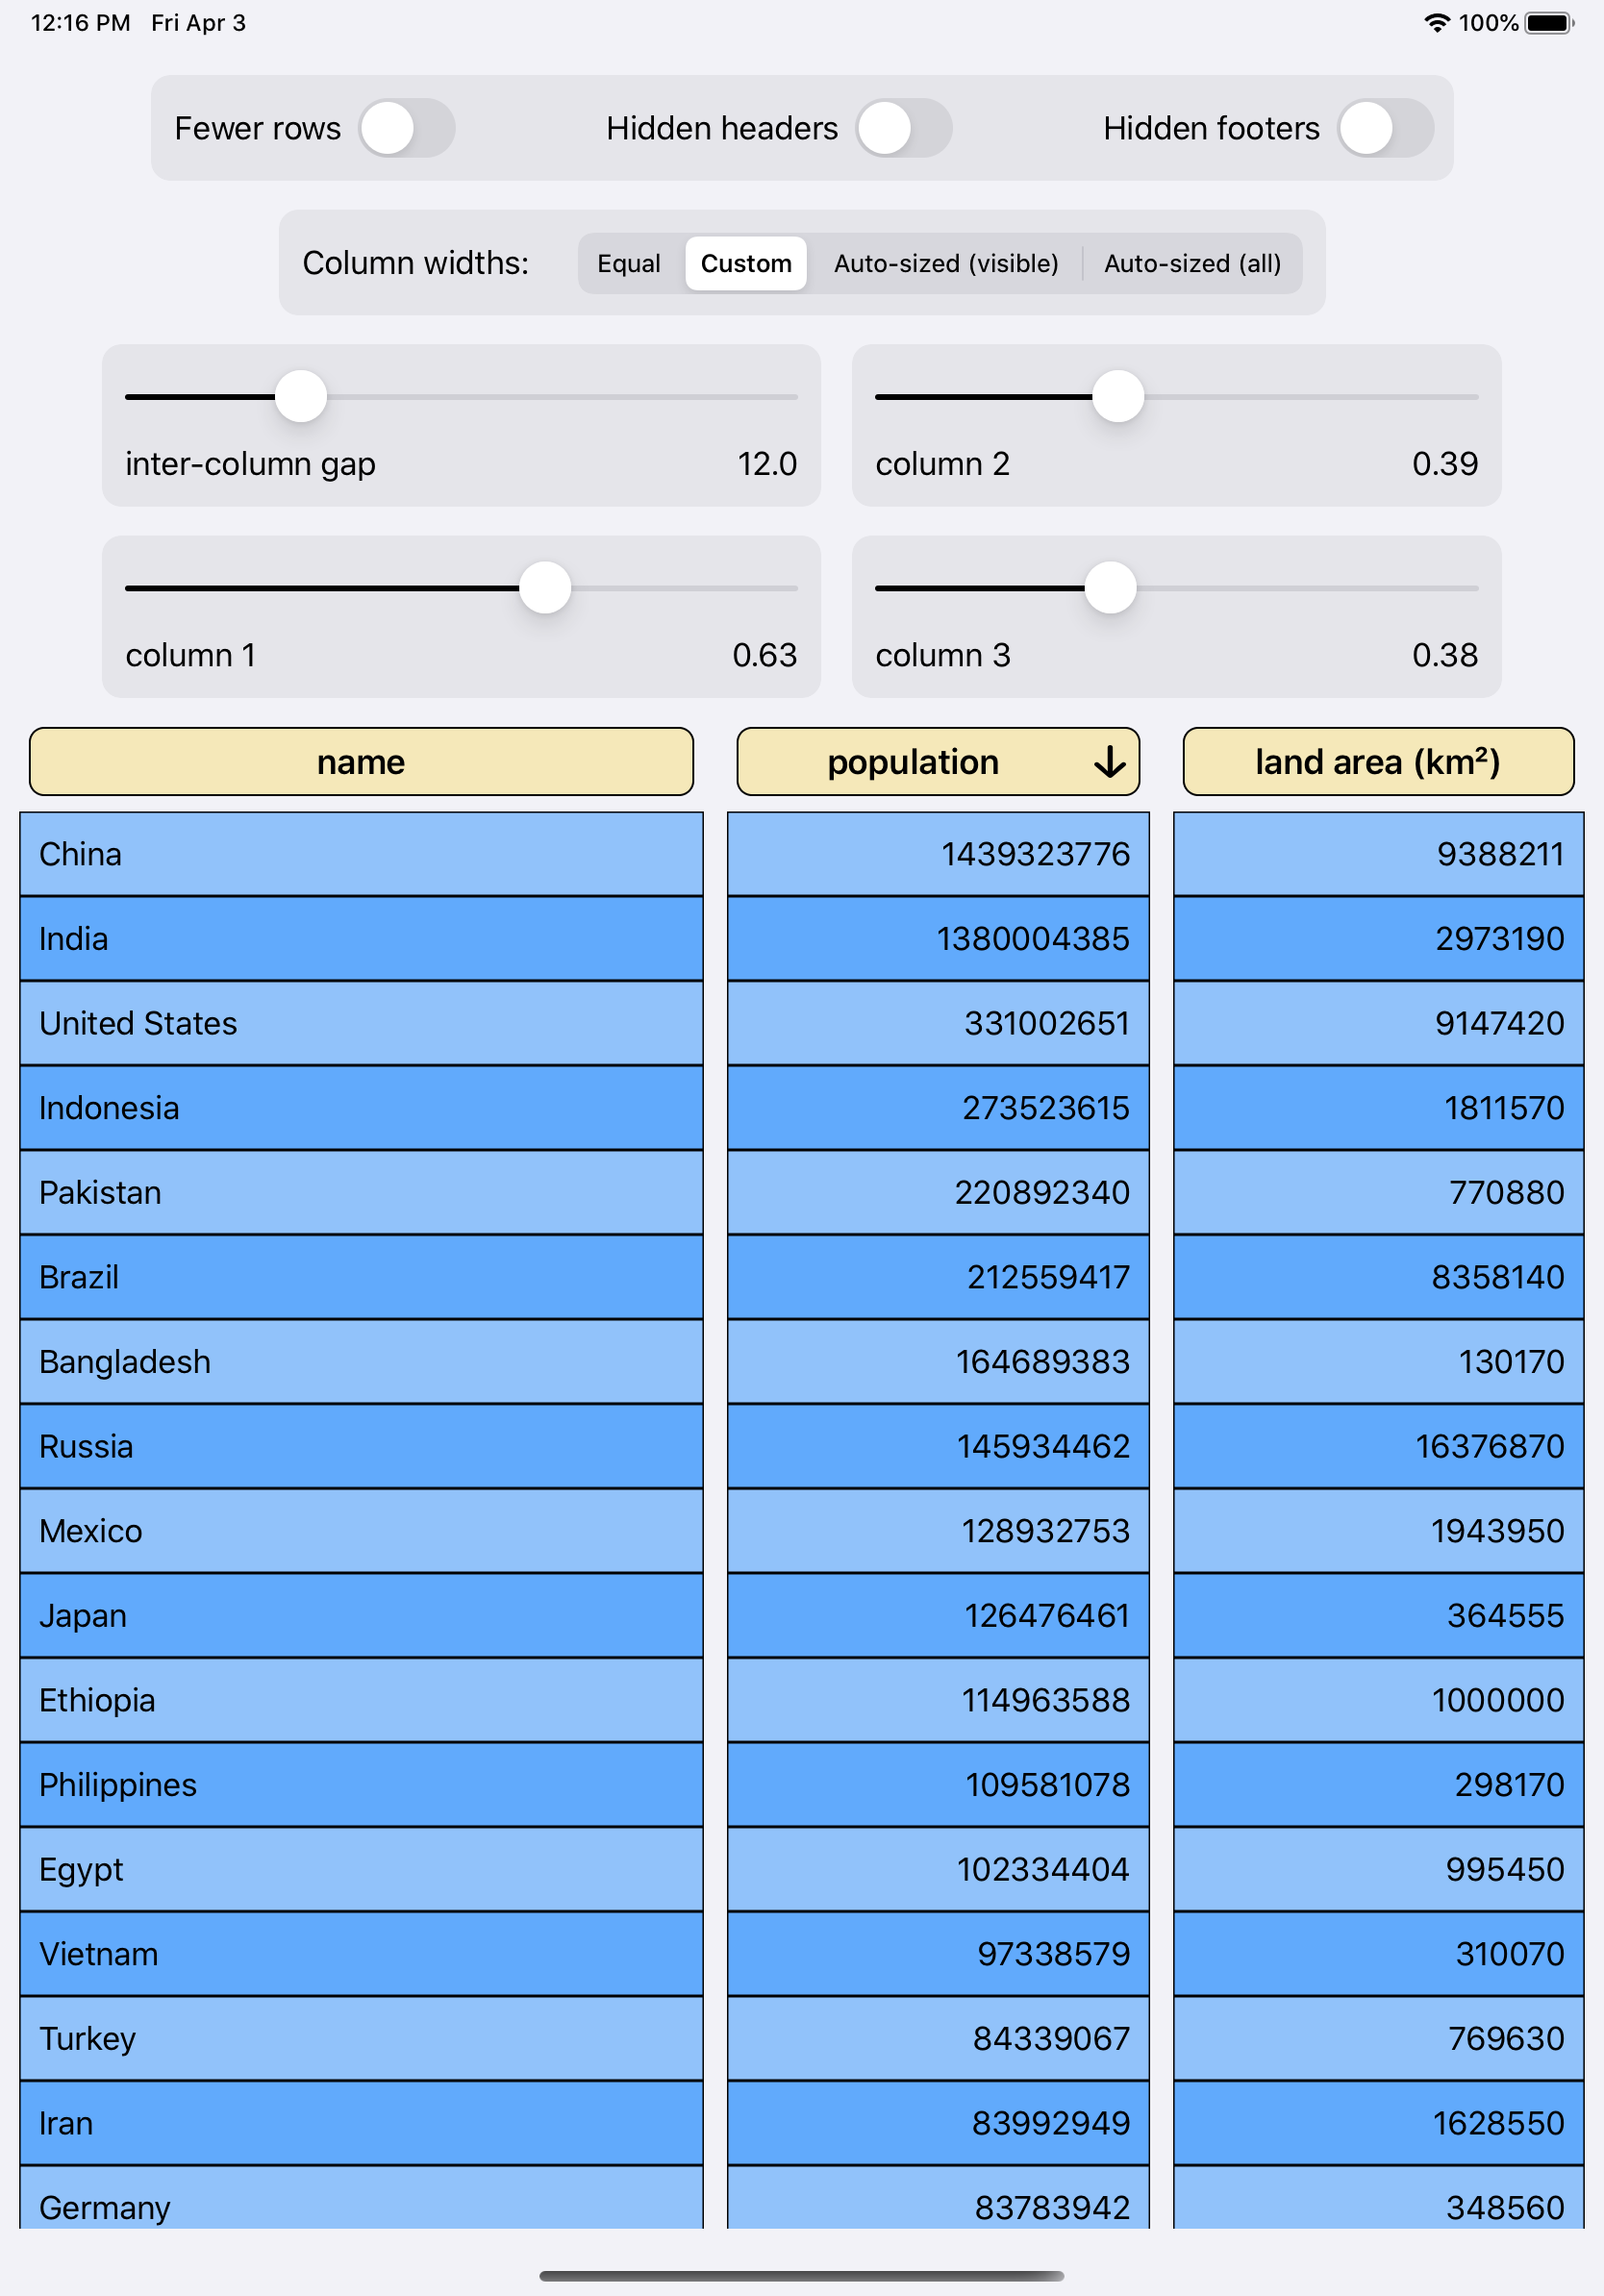 12:16 PM Fri Apr 3 100%
Fewer rows Hidden headers Hidden footers
Column widths: Equal Custom Auto-sized (visible) Auto-sized (all)
inter-column gap 12.0 column 2 0.39
column 1 0.63 column 3 0.38
name population ↓ land area (km²)
China 1439323776 9388211
India 1380004385 2973190
United States 331002651 9147420
Indonesia 273523615 1811570
Pakistan 220892340 770880
Brazil 212559417 8358140
Bangladesh 164689383 130170
Russia 145934462 16376870
Mexico 128932753 1943950
Japan 126476461 364555
Ethiopia 114963588 1000000
Philippines 109581078 298170
Egypt 102334404 995450
Vietnam 97338579 310070
Turkey 84339067 769630
Iran 83992949 1628550
Germany 83783942 348560